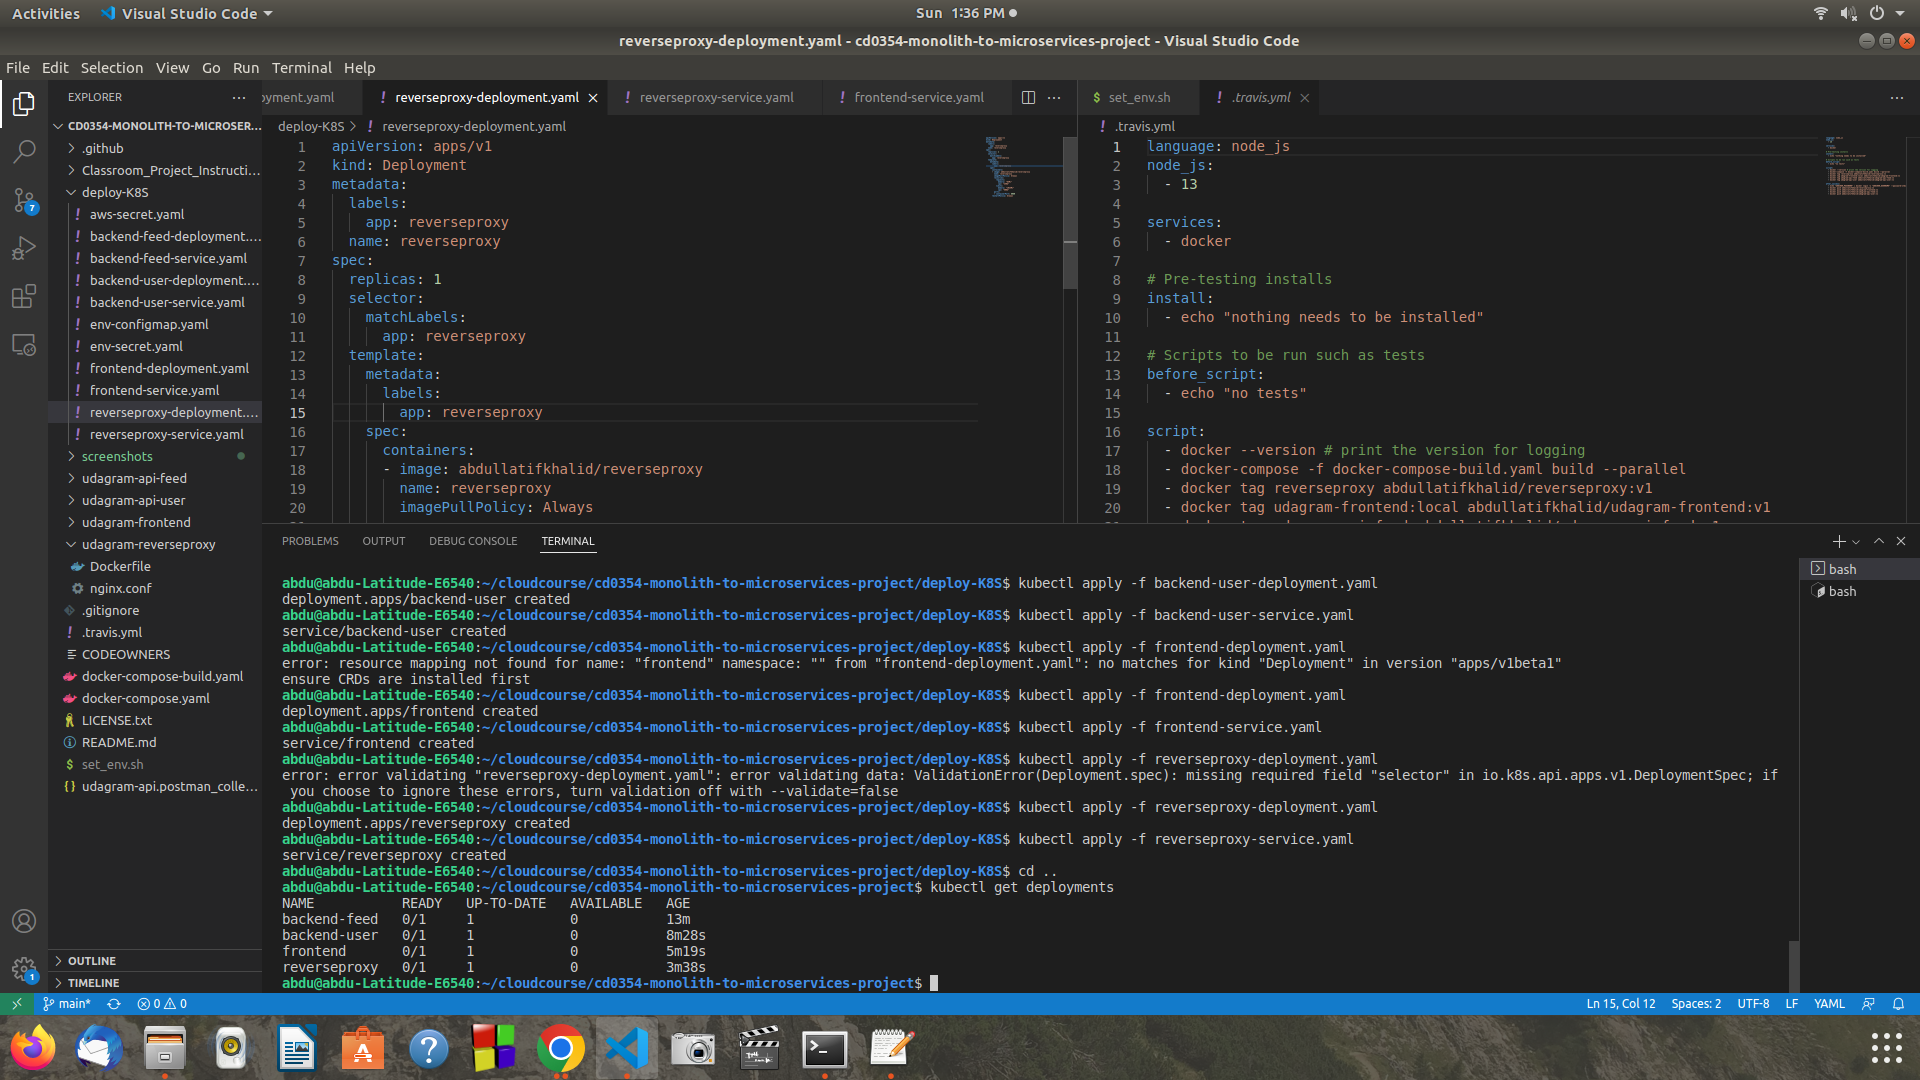 Activities
Visual Studio Code
Sun 1:36 PM
reverseproxy-deployment.yaml - cd0354-monolith-to-microservices-project - Visual Studio Code
File Edit Selection View Go Run Terminal Help
EXPLORER
CD0354-MONOLITH-TO-MICROSER...
.github
Classroom_Project_Instructi...
deploy-K8S
aws-secret.yaml
backend-feed-deployment....
backend-feed-service.yaml
backend-user-deployment....
backend-user-service.yaml
env-configmap.yaml
env-secret.yaml
frontend-deployment.yaml
frontend-service.yaml
reverseproxy-deployment....
reverseproxy-service.yaml
screenshots
udagram-api-feed
udagram-api-user
udagram-frontend
udagram-reverseproxy
Dockerfile
nginx.conf
.gitignore
.travis.yml
CODEOWNERS
docker-compose-build.yaml
docker-compose.yaml
LICENSE.txt
README.md
set_env.sh
udagram-api.postman_colle...
OUTLINE
TIMELINE
7
1
oyment.yaml
reverseproxy-deployment.yaml
reverseproxy-service.yaml
frontend-service.yaml
deploy-K8S > ! reverseproxy-deployment.yaml
1 apiVersion: apps/v1
2 kind: Deployment
3 metadata:
4 labels:
5 app: reverseproxy
6 name: reverseproxy
7 spec:
8 replicas: 1
9 selector:
10 matchLabels:
11 app: reverseproxy
12 template:
13 metadata:
14 labels:
15 app: reverseproxy
16 spec:
17 containers:
18 - image: abdullatifkhalid/reverseproxy
19 name: reverseproxy
20 imagePullPolicy: Always
$ set_env.sh
! .travis.yml
! .travis.yml
1 language: node_js
2 node_js:
3 - 13
4
5 services:
6 - docker
7
8 # Pre-testing installs
9 install:
10 - echo "nothing needs to be installed"
11
12 # Scripts to be run such as tests
13 before_script:
14 - echo "no tests"
15
16 script:
17 - docker --version # print the version for logging
18 - docker-compose -f docker-compose-build.yaml build --parallel
19 - docker tag reverseproxy abdullatifkhalid/reverseproxy:v1
20 - docker tag udagram-frontend:local abdullatifkhalid/udagram-frontend:v1
PROBLEMS OUTPUT DEBUG CONSOLE TERMINAL
bash
bash
abdu@abdu-Latitude-E6540:~/cloudcourse/cd0354-monolith-to-microservices-project/deploy-K8S$ kubectl apply -f backend-user-deployment.yaml
deployment.apps/backend-user created
abdu@abdu-Latitude-E6540:~/cloudcourse/cd0354-monolith-to-microservices-project/deploy-K8S$ kubectl apply -f backend-user-service.yaml
service/backend-user created
abdu@abdu-Latitude-E6540:~/cloudcourse/cd0354-monolith-to-microservices-project/deploy-K8S$ kubectl apply -f frontend-deployment.yaml
error: resource mapping not found for name: "frontend" namespace: "" from "frontend-deployment.yaml": no matches for kind "Deployment" in version "apps/v1beta1"
ensure CRDs are installed first
abdu@abdu-Latitude-E6540:~/cloudcourse/cd0354-monolith-to-microservices-project/deploy-K8S$ kubectl apply -f frontend-deployment.yaml
deployment.apps/frontend created
abdu@abdu-Latitude-E6540:~/cloudcourse/cd0354-monolith-to-microservices-project/deploy-K8S$ kubectl apply -f frontend-service.yaml
service/frontend created
abdu@abdu-Latitude-E6540:~/cloudcourse/cd0354-monolith-to-microservices-project/deploy-K8S$ kubectl apply -f reverseproxy-deployment.yaml
error: error validating "reverseproxy-deployment.yaml": error validating data: ValidationError(Deployment.spec): missing required field "selector" in io.k8s.api.apps.v1.DeploymentSpec; if
you choose to ignore these errors, turn validation off with --validate=false
abdu@abdu-Latitude-E6540:~/cloudcourse/cd0354-monolith-to-microservices-project/deploy-K8S$ kubectl apply -f reverseproxy-deployment.yaml
deployment.apps/reverseproxy created
abdu@abdu-Latitude-E6540:~/cloudcourse/cd0354-monolith-to-microservices-project/deploy-K8S$ kubectl apply -f reverseproxy-service.yaml
service/reverseproxy created
abdu@abdu-Latitude-E6540:~/cloudcourse/cd0354-monolith-to-microservices-project/deploy-K8S$ cd ..
abdu@abdu-Latitude-E6540:~/cloudcourse/cd0354-monolith-to-microservices-project$ kubectl get deployments
NAME READY UP-TO-DATE AVAILABLE AGE
backend-feed 0/1 1 0 13m
backend-user 0/1 1 0 8m28s
frontend 0/1 1 0 5m19s
reverseproxy 0/1 1 0 3m38s
abdu@abdu-Latitude-E6540:~/cloudcourse/cd0354-monolith-to-microservices-project$
main* 0 0
Ln 15, Col 12 Spaces: 2 UTF-8 LF YAML